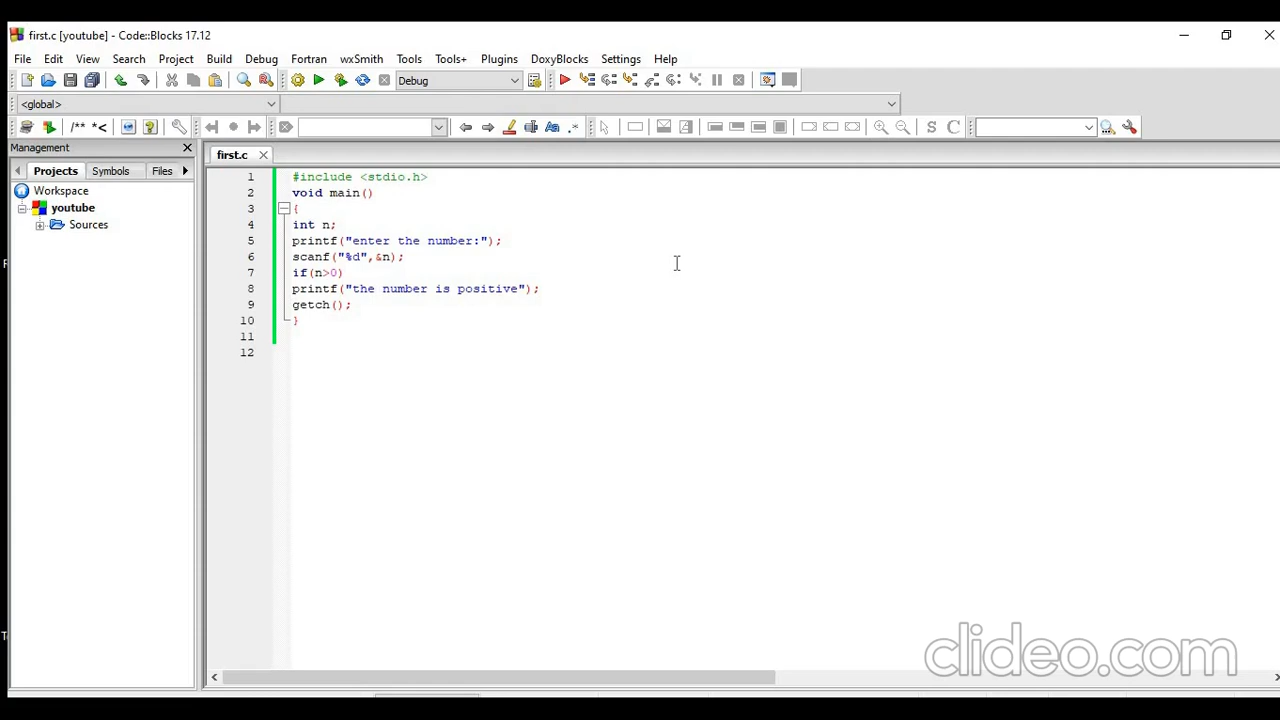 first.c [youtube] - Code::Blocks 17.12
File Edit View Search Project Build Debug Fortran wxSmith Tools Tools+ Plugins DoxyBlocks Settings Help
Debug
<global>
/** *<
Aa .*
S C
Management
Projects Symbols Files
first.c
Workspace
youtube
Sources
1 #include <stdio.h>
2 void main()
3 {
4 int n;
5 printf("enter the number:");
6 scanf("%d",&n);
7 if(n>0)
8 printf("the number is positive");
9 getch();
10 }
11
12
clideo.com